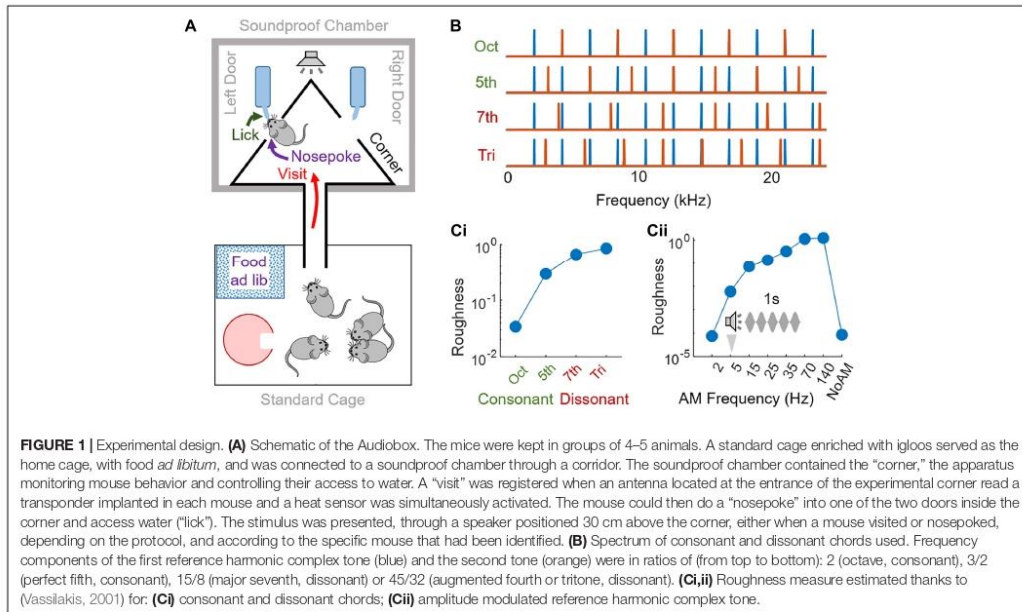 A
Soundproof Chamber
Left Door
Right Door
Lick
Nosepoke
Corner
Visit
Food
ad lib
Standard Cage
B
Oct
5th
7th
Tri
0 10 20
Frequency (kHz)
Ci
10⁰
10⁻¹
10⁻²
Roughness
Oct 5th 7th Tri
Consonant Dissonant
Cii
10⁰
10⁻⁵
Roughness
1s
2 5 15 25 35 70 140 NoAM
AM Frequency (Hz)
FIGURE 1 | Experimental design. (A) Schematic of the Audiobox. The mice were kept in groups of 4–5 animals. A standard cage enriched with igloos served as the
home cage, with food ad libitum, and was connected to a soundproof chamber through a corridor. The soundproof chamber contained the “corner,” the apparatus
monitoring mouse behavior and controlling their access to water. A “visit” was registered when an antenna located at the entrance of the experimental corner read a
transponder implanted in each mouse and a heat sensor was simultaneously activated. The mouse could then do a “nosepoke” into one of the two doors inside the
corner and access water (“lick”). The stimulus was presented, through a speaker positioned 30 cm above the corner, either when a mouse visited or nosepoked,
depending on the protocol, and according to the specific mouse that had been identified. (B) Spectrum of consonant and dissonant chords used. Frequency
components of the first reference harmonic complex tone (blue) and the second tone (orange) were in ratios of (from top to bottom): 2 (octave, consonant), 3/2
(perfect fifth, consonant), 15/8 (major seventh, dissonant) or 45/32 (augmented fourth or tritone, dissonant). (Ci,ii) Roughness measure estimated thanks to
(Vassilakis, 2001) for: (Ci) consonant and dissonant chords; (Cii) amplitude modulated reference harmonic complex tone.